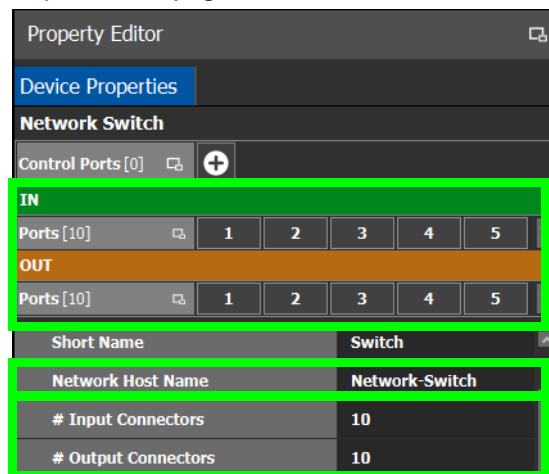 Property Editor
Device Properties
Network Switch
Control Ports [0]
IN
Ports [10] 1 2 3 4 5
OUT
Ports [10] 1 2 3 4 5
Short Name Switch
Network Host Name Network-Switch
# Input Connectors 10
# Output Connectors 10